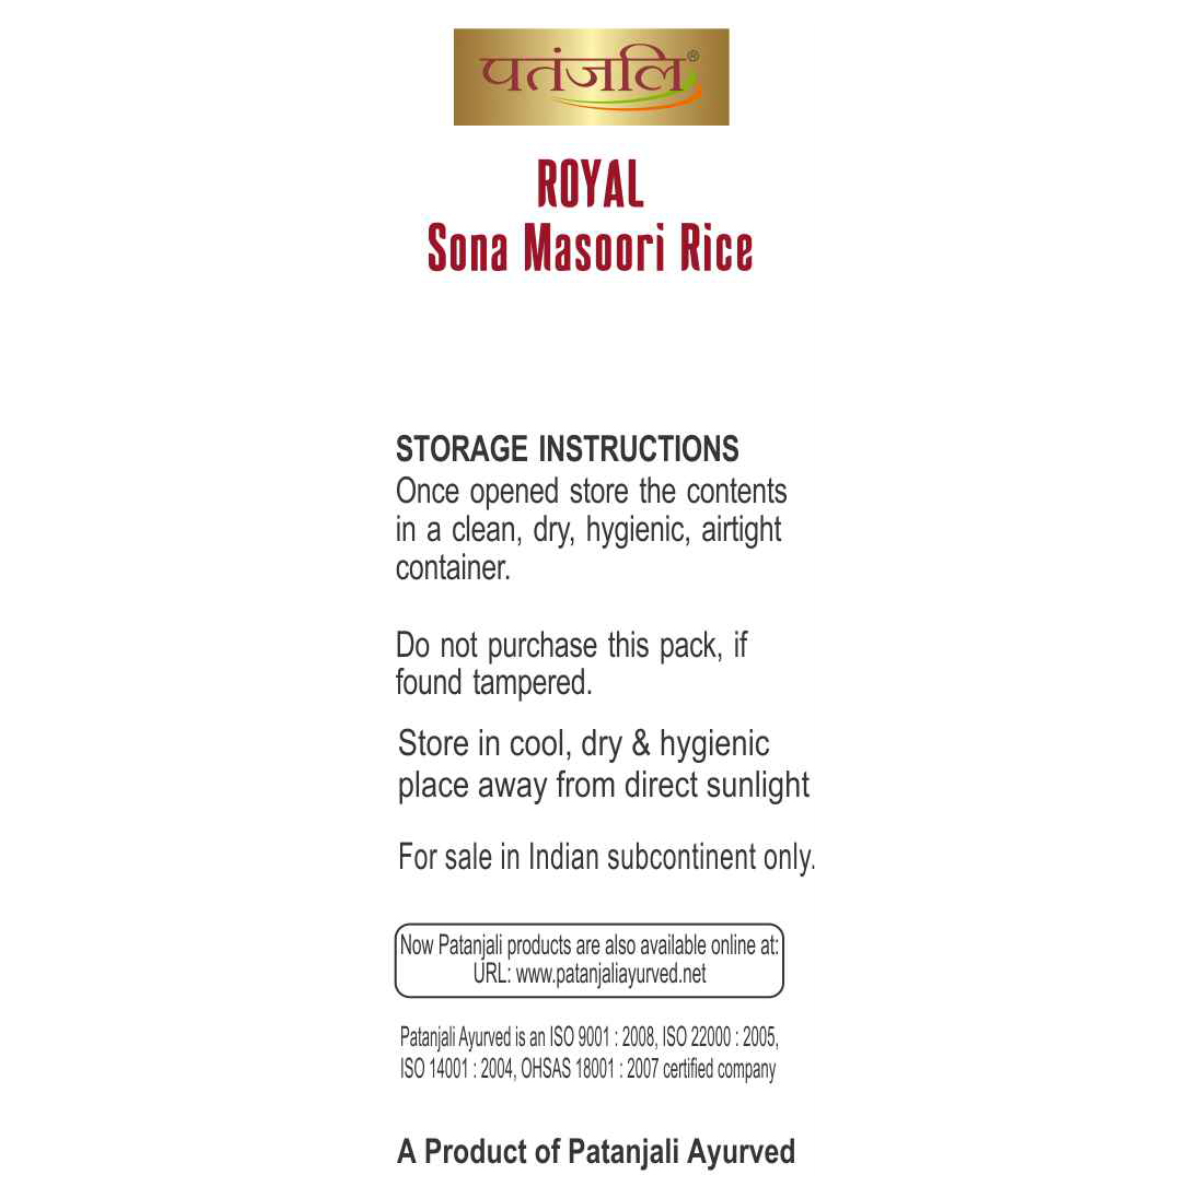 पतंजलि®
ROYAL
Sona Masoori Rice
STORAGE INSTRUCTIONS
Once opened store the contents
in a clean, dry, hygienic, airtight
container.
Do not purchase this pack, if
found tampered.
Store in cool, dry & hygienic
place away from direct sunlight
For sale in Indian subcontinent only.
Now Patanjali products are also available online at:
URL: www.patanjaliayurved.net
Patanjali Ayurved is an ISO 9001 : 2008, ISO 22000 : 2005,
ISO 14001 : 2004, OHSAS 18001 : 2007 certified company
A Product of Patanjali Ayurved